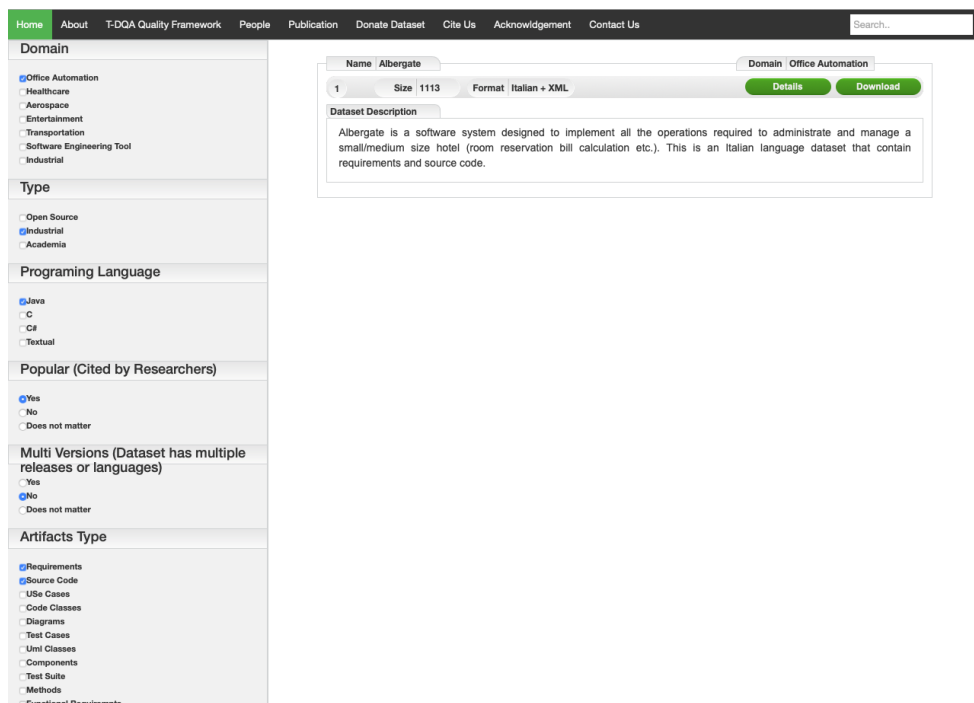 Home About T-DQA Quality Framework People Publication Donate Dataset Cite Us Acknowldgement Contact Us Search..
Domain
Office Automation
Healthcare
Aerospace
Entertainment
Transportation
Software Engineering Tool
Industrial
Type
Open Source
Industrial
Academia
Programing Language
Java
C
C#
Textual
Popular (Cited by Researchers)
Yes
No
Does not matter
Multi Versions (Dataset has multiple
releases or languages)
Yes
No
Does not matter
Artifacts Type
Requirements
Source Code
USe Cases
Code Classes
Diagrams
Test Cases
Uml Classes
Components
Test Suite
Methods
Functional Requirempts
Name Albergate Domain Office Automation
1 Size 1113 Format Italian + XML Details Download
Dataset Description
Albergate is a software system designed to implement all the operations required to administrate and manage a
small/medium size hotel (room reservation bill calculation etc.). This is an Italian language dataset that contain
requirements and source code.